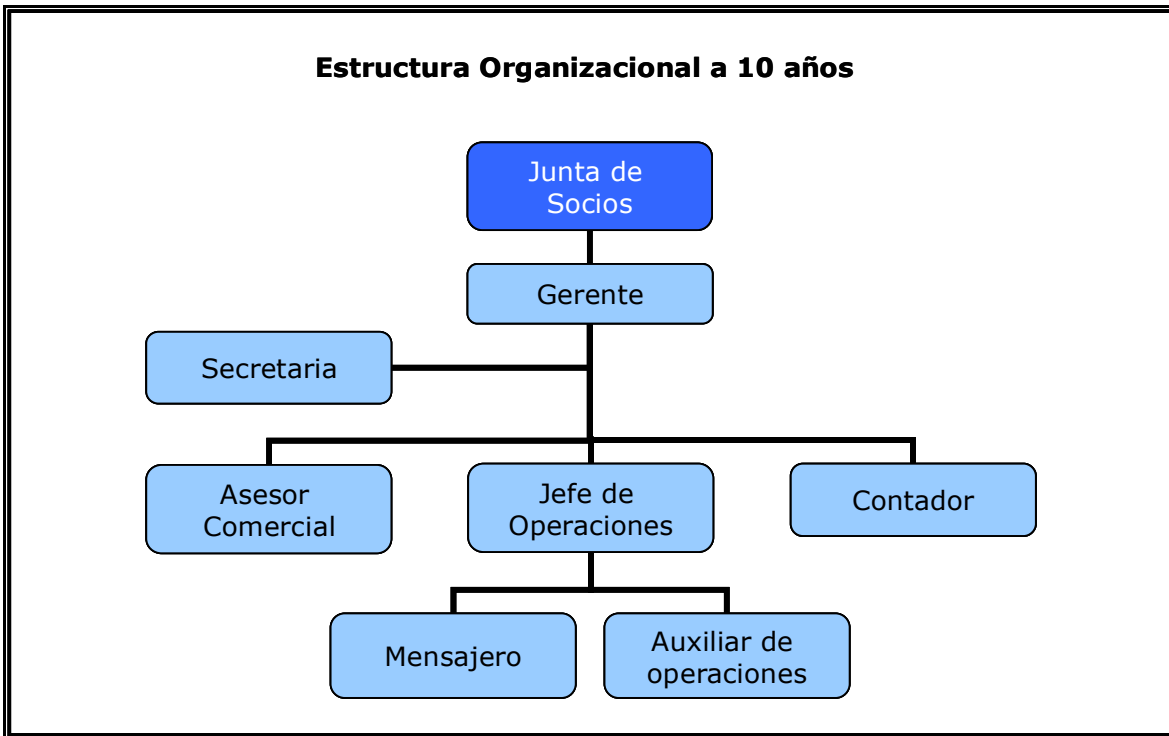 Estructura Organizacional a 10 años
Junta de
Socios
Gerente
Secretaria
Asesor
Comercial
Jefe de
Operaciones
Contador
Mensajero
Auxiliar de
operaciones